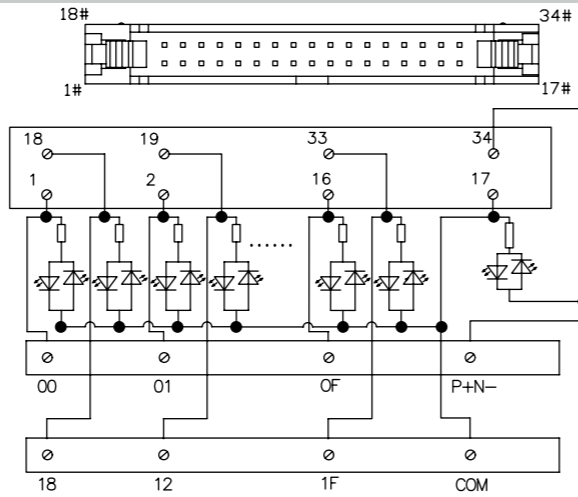 18# 34#
1# 17#
18 19 33 34
1 2 16 17
......
00 01 0F P+N-
18 12 1F COM